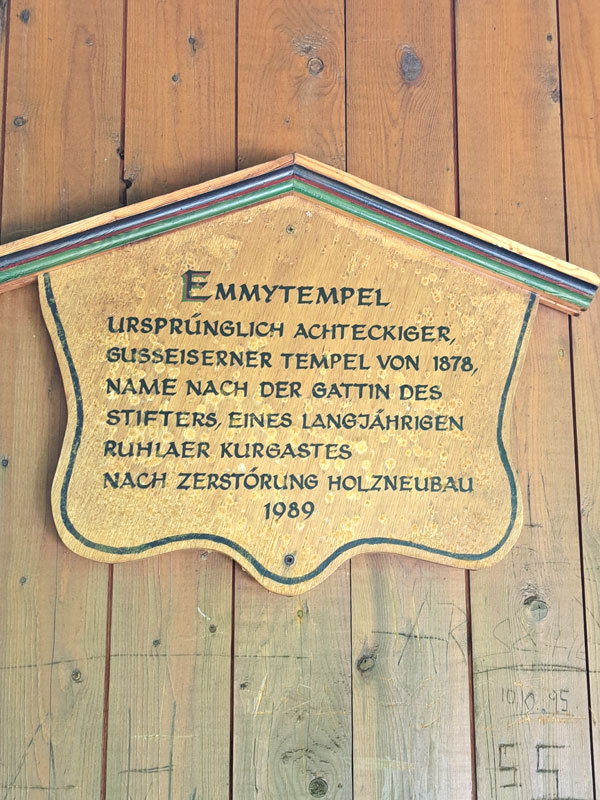 EMMYTEMPEL
URSPRÜNGLICH ACHTECKIGER,
GUSSEISERNER TEMPEL VON 1878,
NAME NACH DER GATTIN DES
STIFTERS, EINES LANGJÄHRIGEN
RUHLAER KURGASTES
NACH ZERSTÖRUNG HOLZNEUBAU
1989
10.10.95